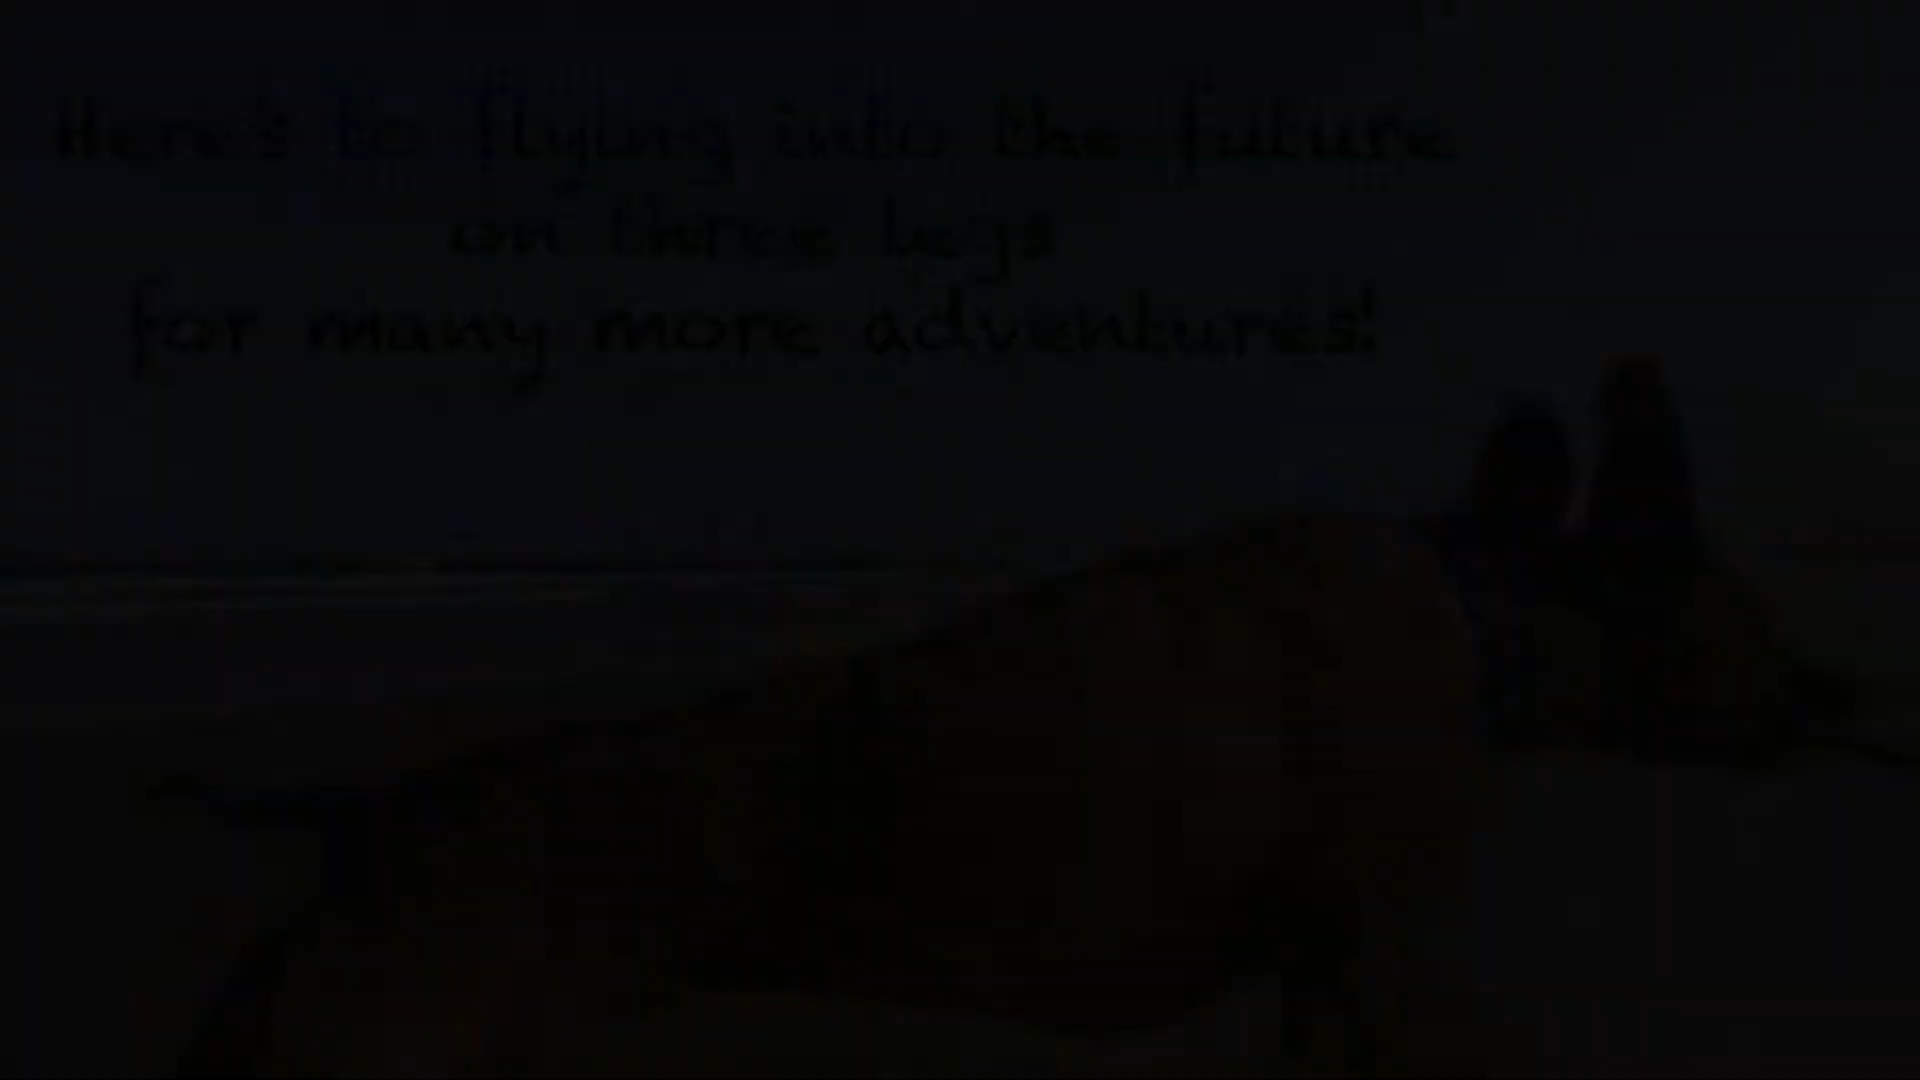 Here's to flying into the future
on three legs
for many more adventures!